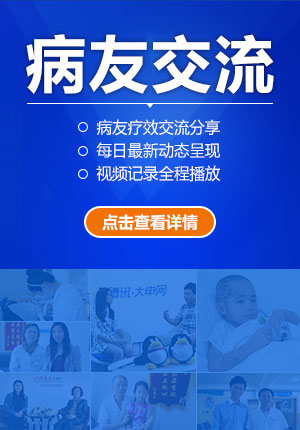 病友交流
病友疗效交流分享
每日最新动态呈现
视频记录全程播放
点击查看详情
腾讯·大申网